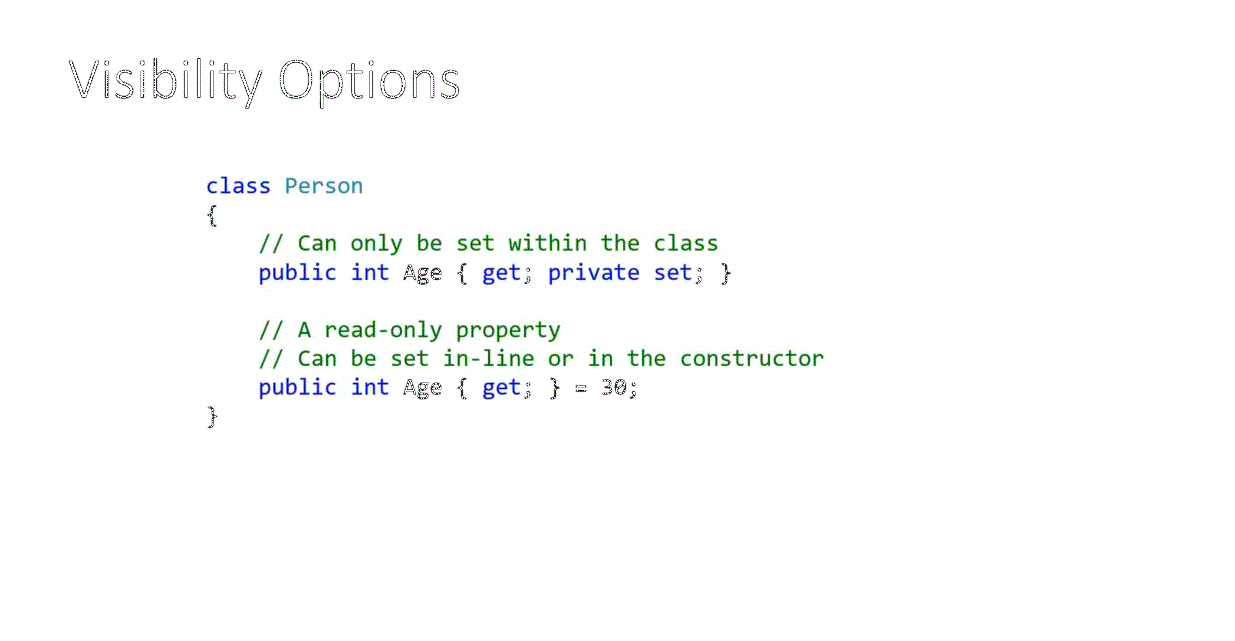 Visibility Options
class Person
{
    // Can only be set within the class
    public int Age { get; private set; }
    // A read-only property
    // Can be set in-line or in the constructor
    public int Age { get; } = 30;
}